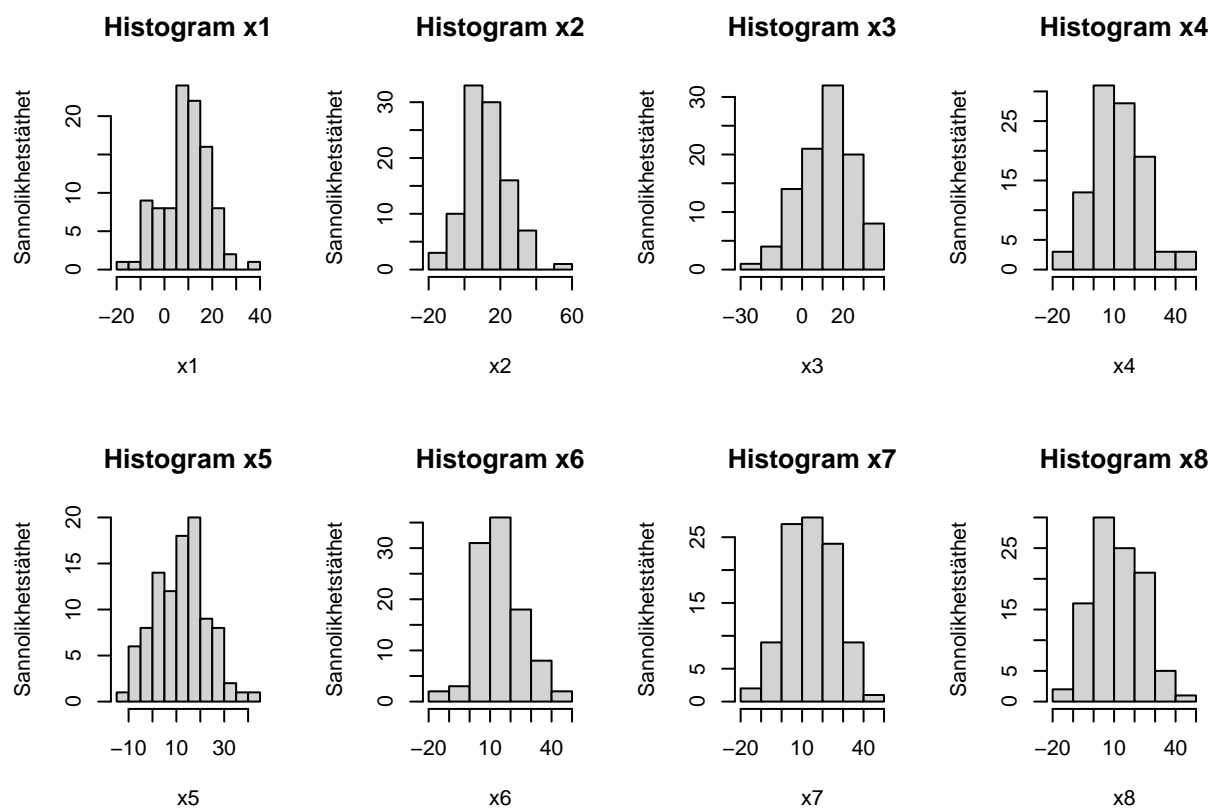 Histogram x1
Sannolikhetstäthet
0 5 10 20
−20 0 20 40
x1
Histogram x2
Sannolikhetstäthet
0 10 20 30
−20 20 60
x2
Histogram x3
Sannolikhetstäthet
0 10 20 30
−30 0 20
x3
Histogram x4
Sannolikhetstäthet
0 5 15 25
−20 10 40
x4
Histogram x5
Sannolikhetstäthet
0 5 10 15 20
−10 10 30
x5
Histogram x6
Sannolikhetstäthet
0 10 20 30
−20 10 40
x6
Histogram x7
Sannolikhetstäthet
0 5 15 25
−20 10 40
x7
Histogram x8
Sannolikhetstäthet
0 5 15 25
−20 10 40
x8